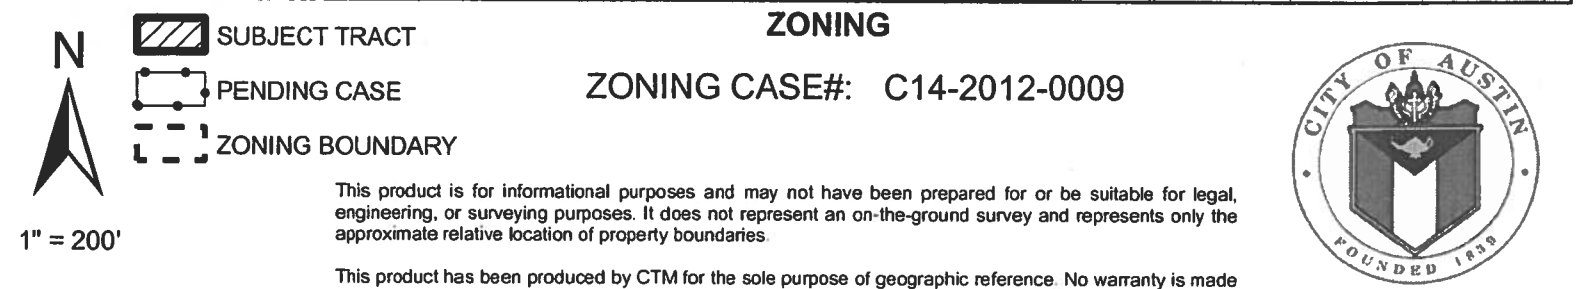 ZONING
ZONING CASE#: C14-2012-0009
N
1" = 200'
SUBJECT TRACT
PENDING CASE
ZONING BOUNDARY
This product is for informational purposes and may not have been prepared for or be suitable for legal,
engineering, or surveying purposes. It does not represent an on-the-ground survey and represents only the
approximate relative location of property boundaries.
This product has been produced by CTM for the sole purpose of geographic reference. No warranty is made
CITY OF AUSTIN
FOUNDED 1839